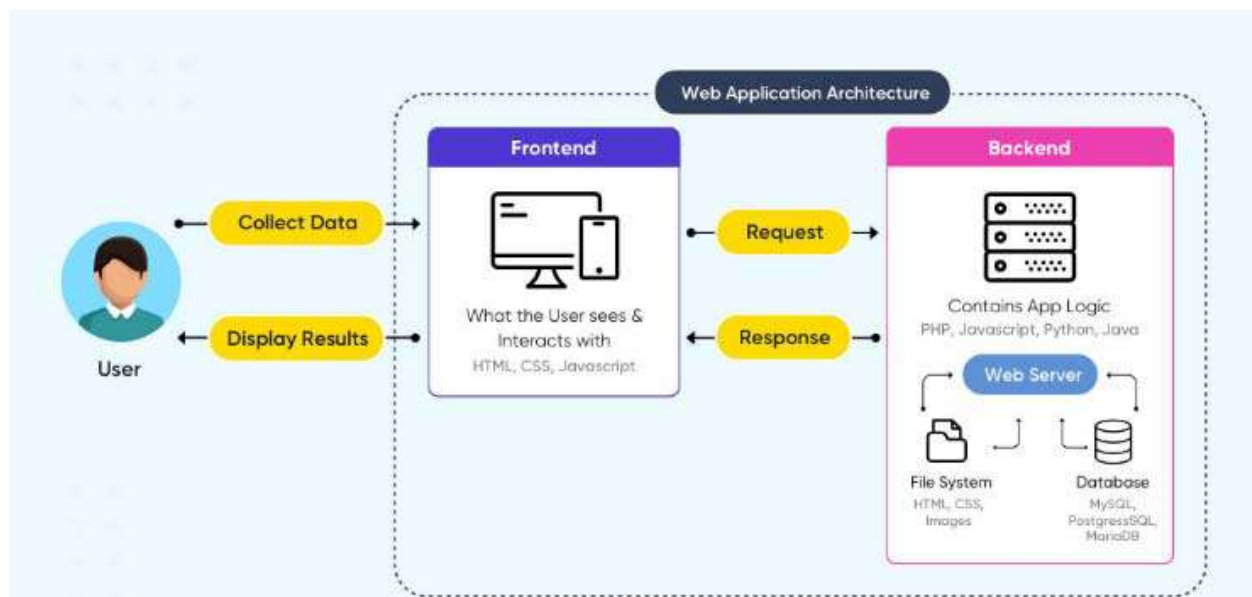 Web Application Architecture
Frontend
Backend
Collect Data
Request
What the User sees &
Interacts with
HTML, CSS, Javascript
Contains App Logic
PHP, Javascript, Python, Java
Display Results
Response
User
Web Server
File System
HTML, CSS,
Images
Database
MySQL,
PostgressSQL,
MariaDB